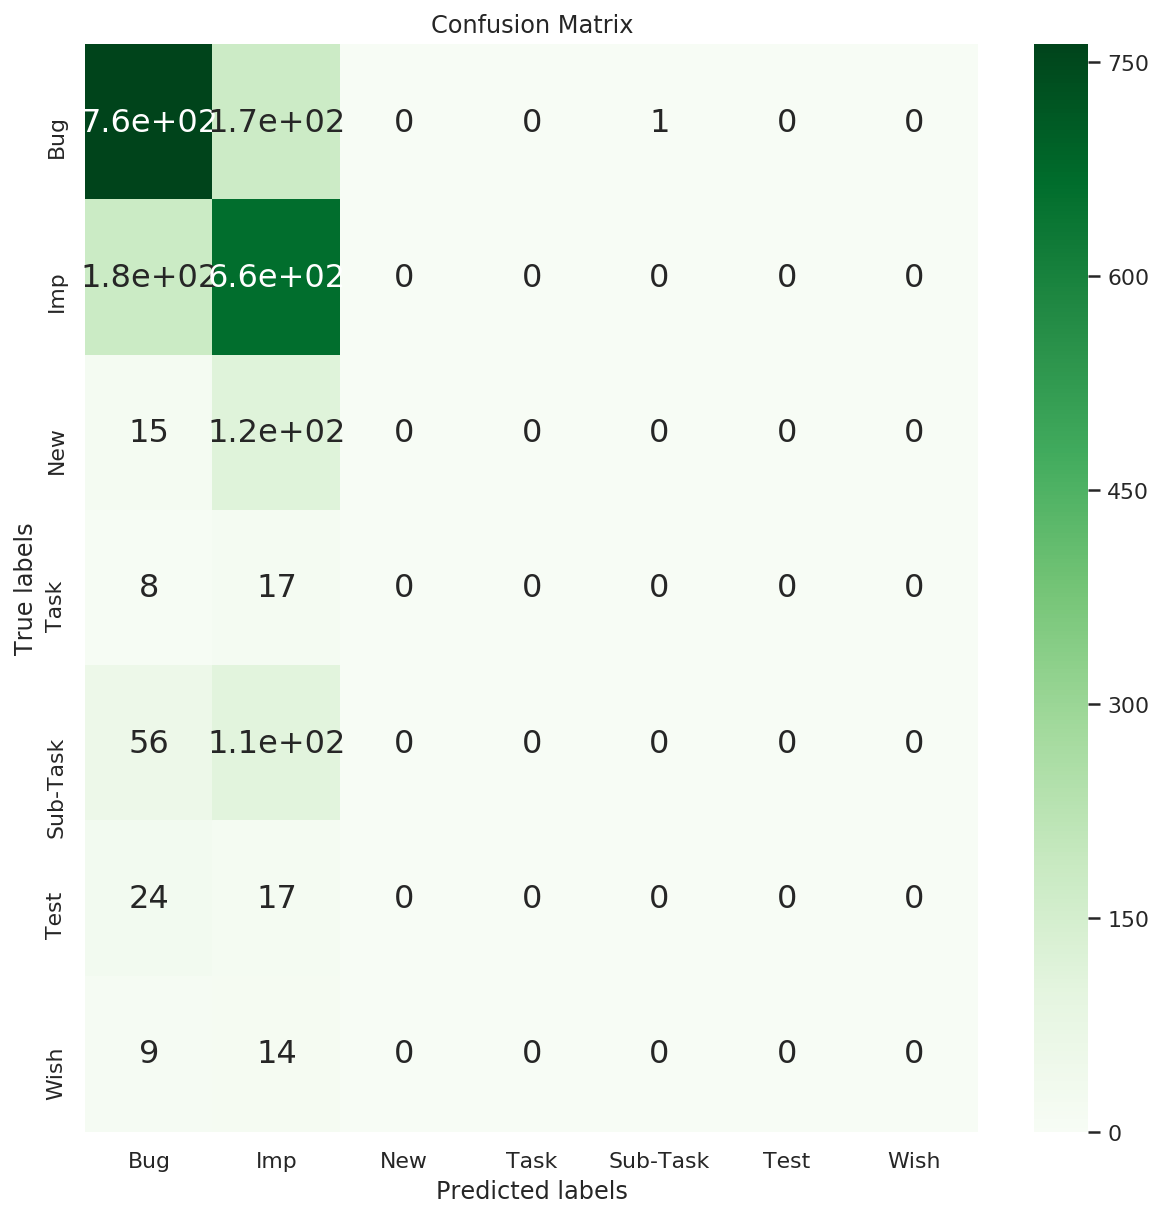 Confusion Matrix
Bug 7.6e+02 1.7e+02 0 0 1 0 0
Imp 1.8e+02 6.6e+02 0 0 0 0 0
New 15 1.2e+02 0 0 0 0 0
Task 8 17 0 0 0 0 0
Sub-Task 56 1.1e+02 0 0 0 0 0
Test 24 17 0 0 0 0 0
Wish 9 14 0 0 0 0 0
Bug Imp New Task Sub-Task Test Wish
Predicted labels
True labels
750
600
450
300
150
0